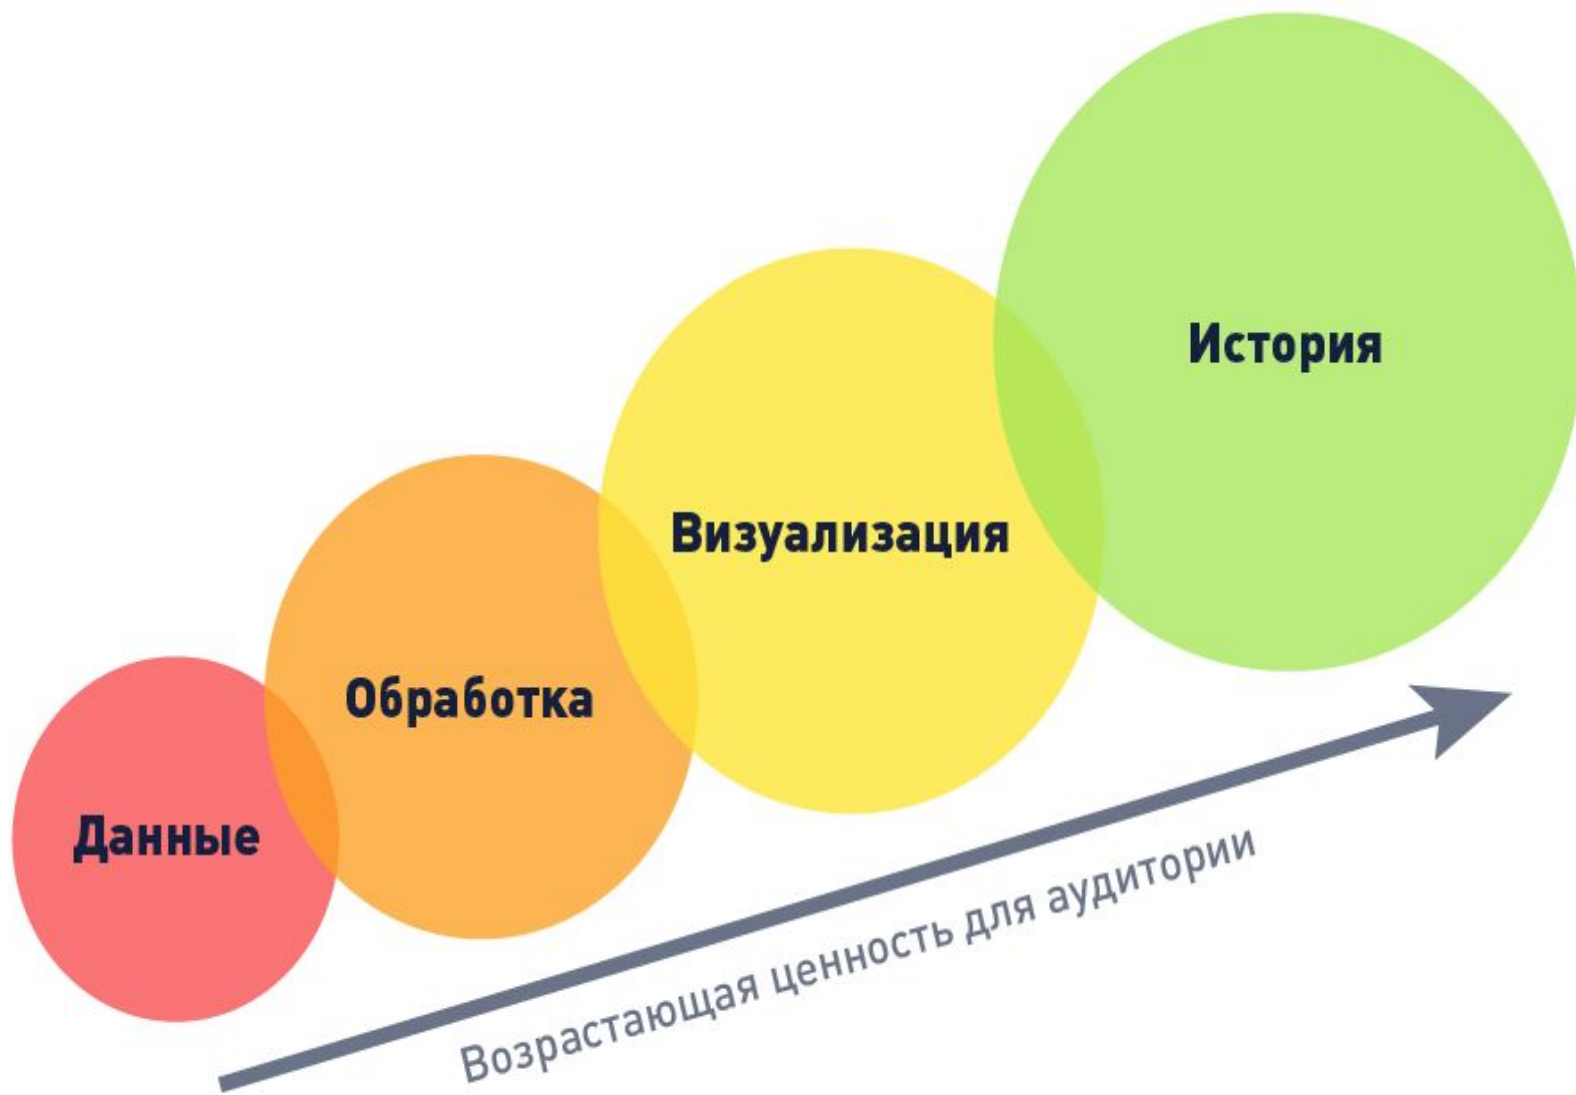 История
Визуализация
Обработка
Данные
Возрастающая ценность для аудитории